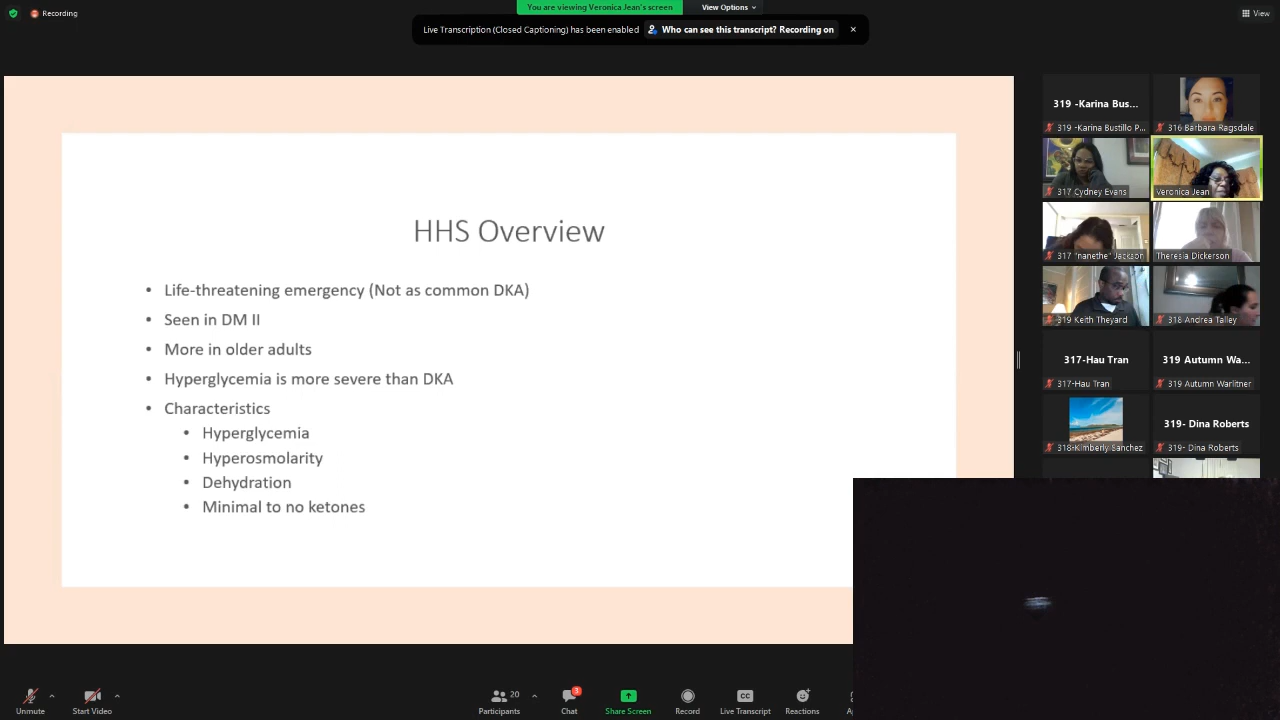 Recording
You are viewing Veronica Jean's screen
View Options
View
Live Transcription (Closed Captioning) has been enabled
Who can see this transcript? Recording on
HHS Overview
• Life-threatening emergency (Not as common DKA)
• Seen in DM II
• More in older adults
• Hyperglycemia is more severe than DKA
• Characteristics
• Hyperglycemia
• Hyperosmolarity
• Dehydration
• Minimal to no ketones
319 -Karina Bus...
319 -Karina Bustillo P...
316 Barbara Ragsdale
317 Cydney Evans
Veronica Jean
317 "nanethe" Jackson
Theresia Dickerson
319 Keith Theyard
318 Andrea Talley
317-Hau Tran
317-Hau Tran
319 Autumn Wa...
319 Autumn Warlitner
318-Kimberly Sanchez
319- Dina Roberts
319- Dina Roberts
Unmute
Start Video
20
Participants
3
Chat
Share Screen
Record
CC
Live Transcript
Reactions